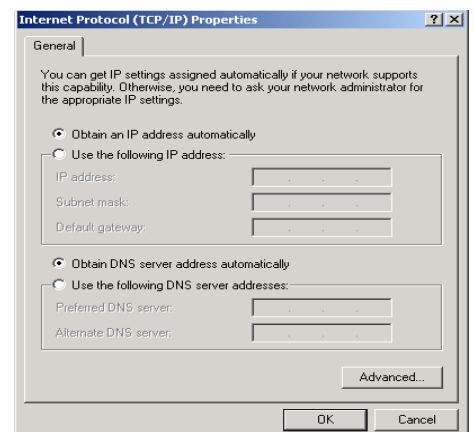 Internet Protocol (TCP/IP) Properties
General
You can get IP settings assigned automatically if your network supports
this capability. Otherwise, you need to ask your network administrator for
the appropriate IP settings.
Obtain an IP address automatically
Use the following IP address:
IP address:
Subnet mask:
Default gateway:
Obtain DNS server address automatically
Use the following DNS server addresses:
Preferred DNS server:
Alternate DNS server:
Advanced...
OK Cancel